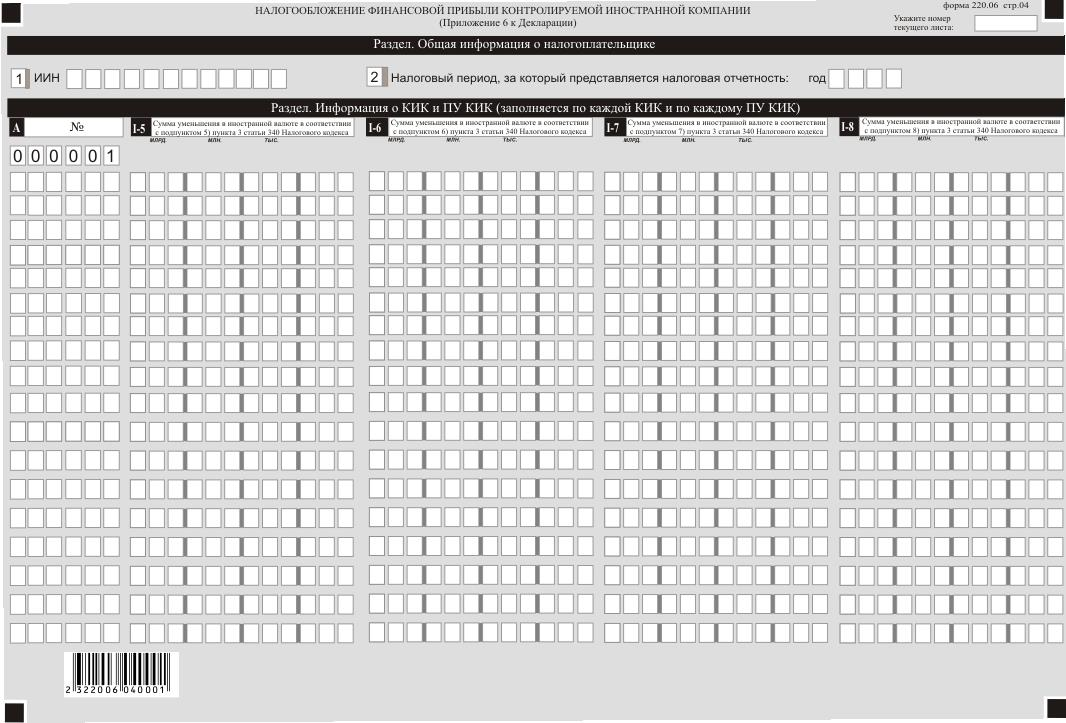 форма 220.06 стр.04
НАЛОГООБЛОЖЕНИЕ ФИНАНСОВОЙ ПРИБЫЛИ КОНТРОЛИРУЕМОЙ ИНОСТРАННОЙ КОМПАНИИ
(Приложение 6 к Декларации)
Укажите номер
текущего листа:
Раздел. Общая информация о налогоплательщике
1 ИИН
2 Налоговый период, за который представляется налоговая отчетность: год
Раздел. Информация о КИК и ПУ КИК (заполняется по каждой КИК и по каждому ПУ КИК)
A №
I-5 Сумма уменьшения в иностранной валюте в соответствии
с подпунктом 5) пункта 3 статьи 340 Налогового кодекса
МЛРД. МЛН. ТЫС.
I-6 Сумма уменьшения в иностранной валюте в соответствии
с подпунктом 6) пункта 3 статьи 340 Налогового кодекса
МЛРД. МЛН. ТЫС.
I-7 Сумма уменьшения в иностранной валюте в соответствии
с подпунктом 7) пункта 3 статьи 340 Налогового кодекса
МЛРД. МЛН. ТЫС.
I-8 Сумма уменьшения в иностранной валюте в соответствии
с подпунктом 8) пункта 3 статьи 340 Налогового кодекса
МЛРД. МЛН. ТЫС.
0 0 0 0 0 1
2 322006 040001